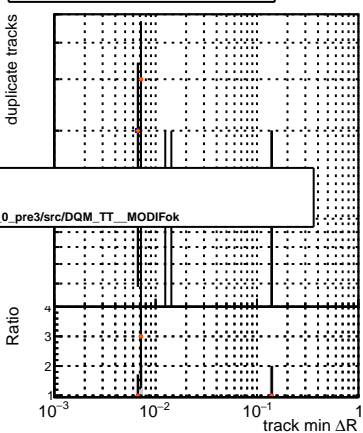 duplicate tracks
_0_pre3/src/DQM_TT__MODIFok
Ratio
4
3
2
1
10−3 10−2 10−1 1
track min ΔR